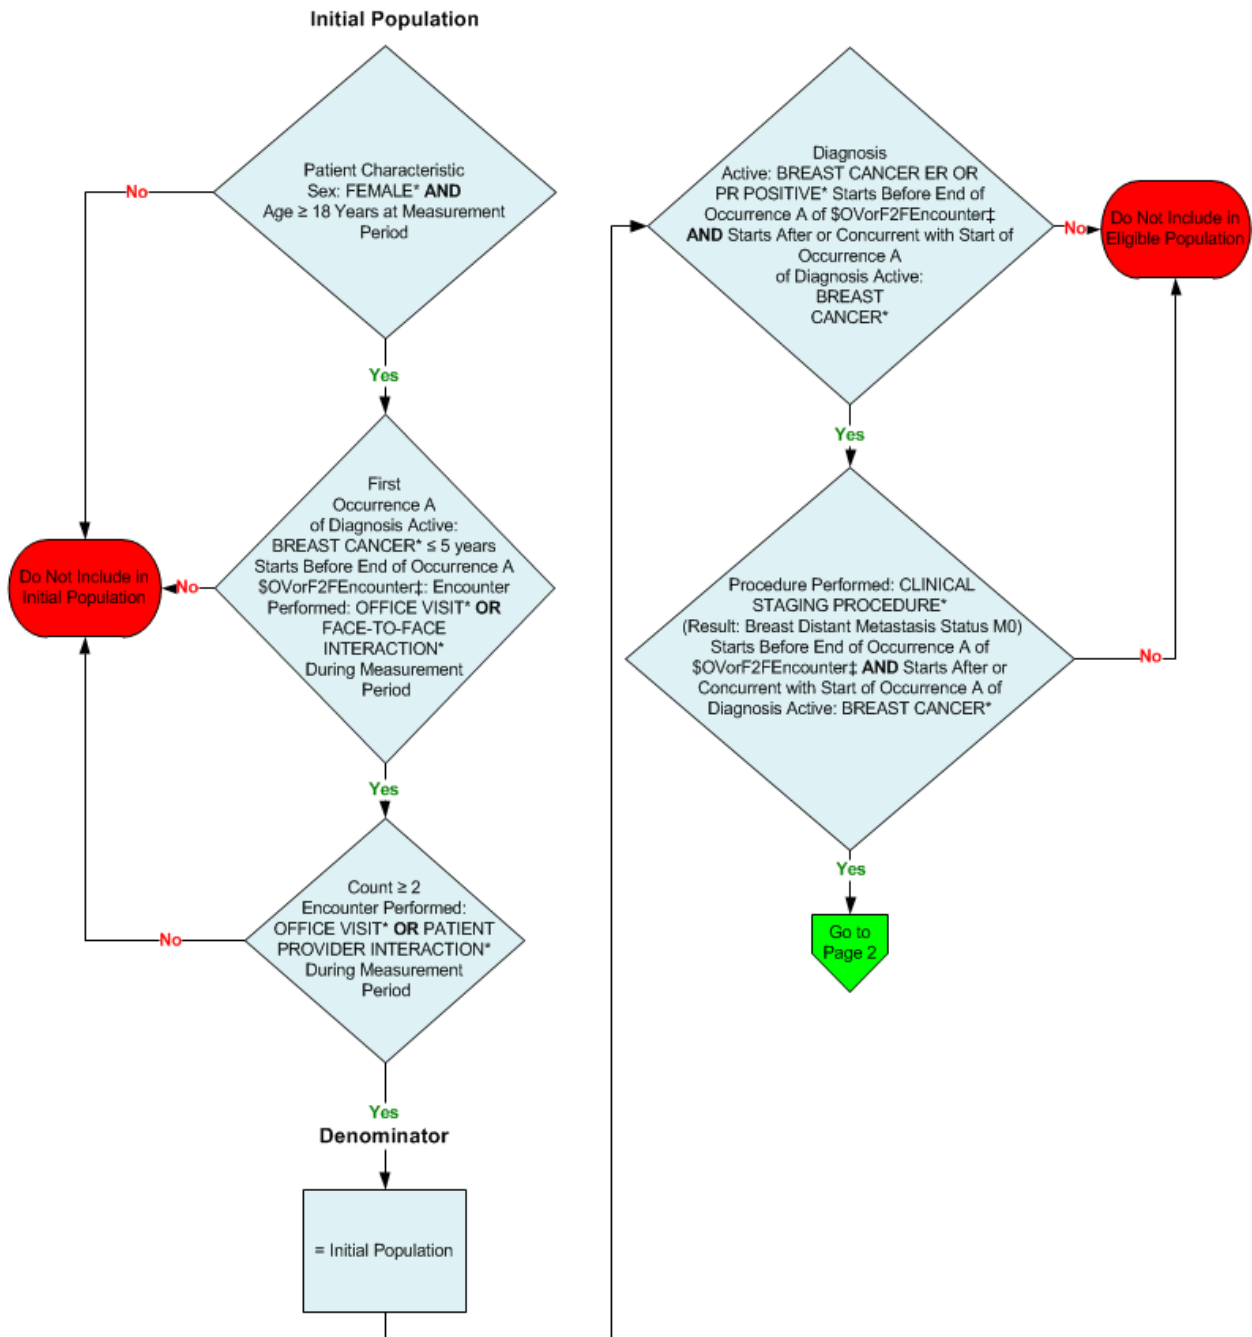 Initial Population
Patient Characteristic
Sex: FEMALE* AND
Age ≥ 18 Years at Measurement
Period
No
Yes
First
Occurrence A
of Diagnosis Active:
BREAST CANCER* ≤ 5 years
Starts Before End of Occurrence A
$OVorF2FEncounter‡: Encounter
Performed: OFFICE VISIT* OR
FACE-TO-FACE
INTERACTION*
During Measurement
Period
No
Do Not Include in
Initial Population
Yes
Count ≥ 2
Encounter Performed:
OFFICE VISIT* OR PATIENT
PROVIDER INTERACTION*
During Measurement
Period
No
Yes
Denominator
= Initial Population
Diagnosis
Active: BREAST CANCER ER OR
PR POSITIVE* Starts Before End of
Occurrence A of $OVorF2FEncounter‡
AND Starts After or Concurrent with Start of
Occurrence A
of Diagnosis Active:
BREAST
CANCER*
No
Do Not Include in
Eligible Population
Yes
Procedure Performed: CLINICAL
STAGING PROCEDURE*
(Result: Breast Distant Metastasis Status M0)
Starts Before End of Occurrence A of
$OVorF2FEncounter‡ AND Starts After or
Concurrent with Start of Occurrence A of
Diagnosis Active: BREAST CANCER*
No
Yes
Go to
Page 2